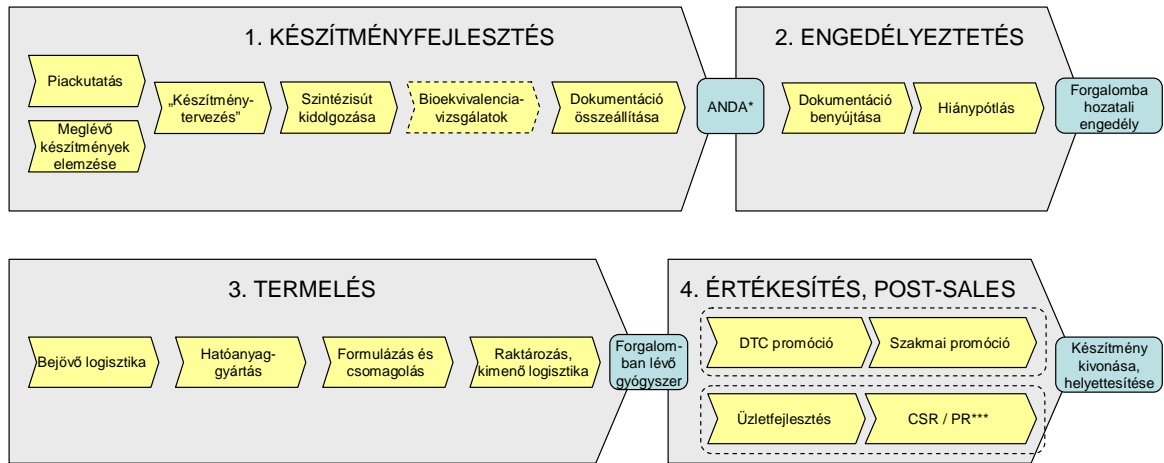 1. KÉSZÍTMÉNYFEJLESZTÉS
Piackutatás
Meglévő
készítmények
elemzése
„Készítmény-
tervezés”
Szintézisút
kidolgozása
Bioekvivalencia-
vizsgálatok
Dokumentáció
összeállítása
ANDA*
2. ENGEDÉLYEZTETÉS
Dokumentáció
benyújtása
Hiánypótlás
Forgalomba
hozatali
engedély
3. TERMELÉS
Bejövő logisztika
Hatóanyag-
gyártás
Formulázás és
csomagolás
Raktározás,
kimenő logisztika
Forgalom-
ban lévő
gyógyszer
4. ÉRTÉKESÍTÉS, POST-SALES
DTC promóció
Szakmai promóció
Üzletfejlesztés
CSR / PR***
Készítmény
kivonása,
helyettesítése